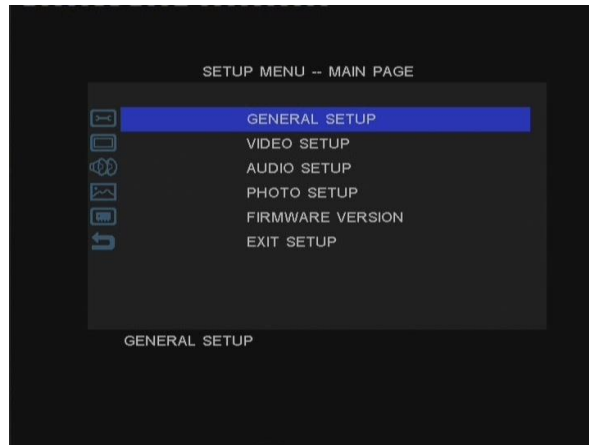 SETUP MENU -- MAIN PAGE
GENERAL SETUP
VIDEO SETUP
AUDIO SETUP
PHOTO SETUP
FIRMWARE VERSION
EXIT SETUP
GENERAL SETUP